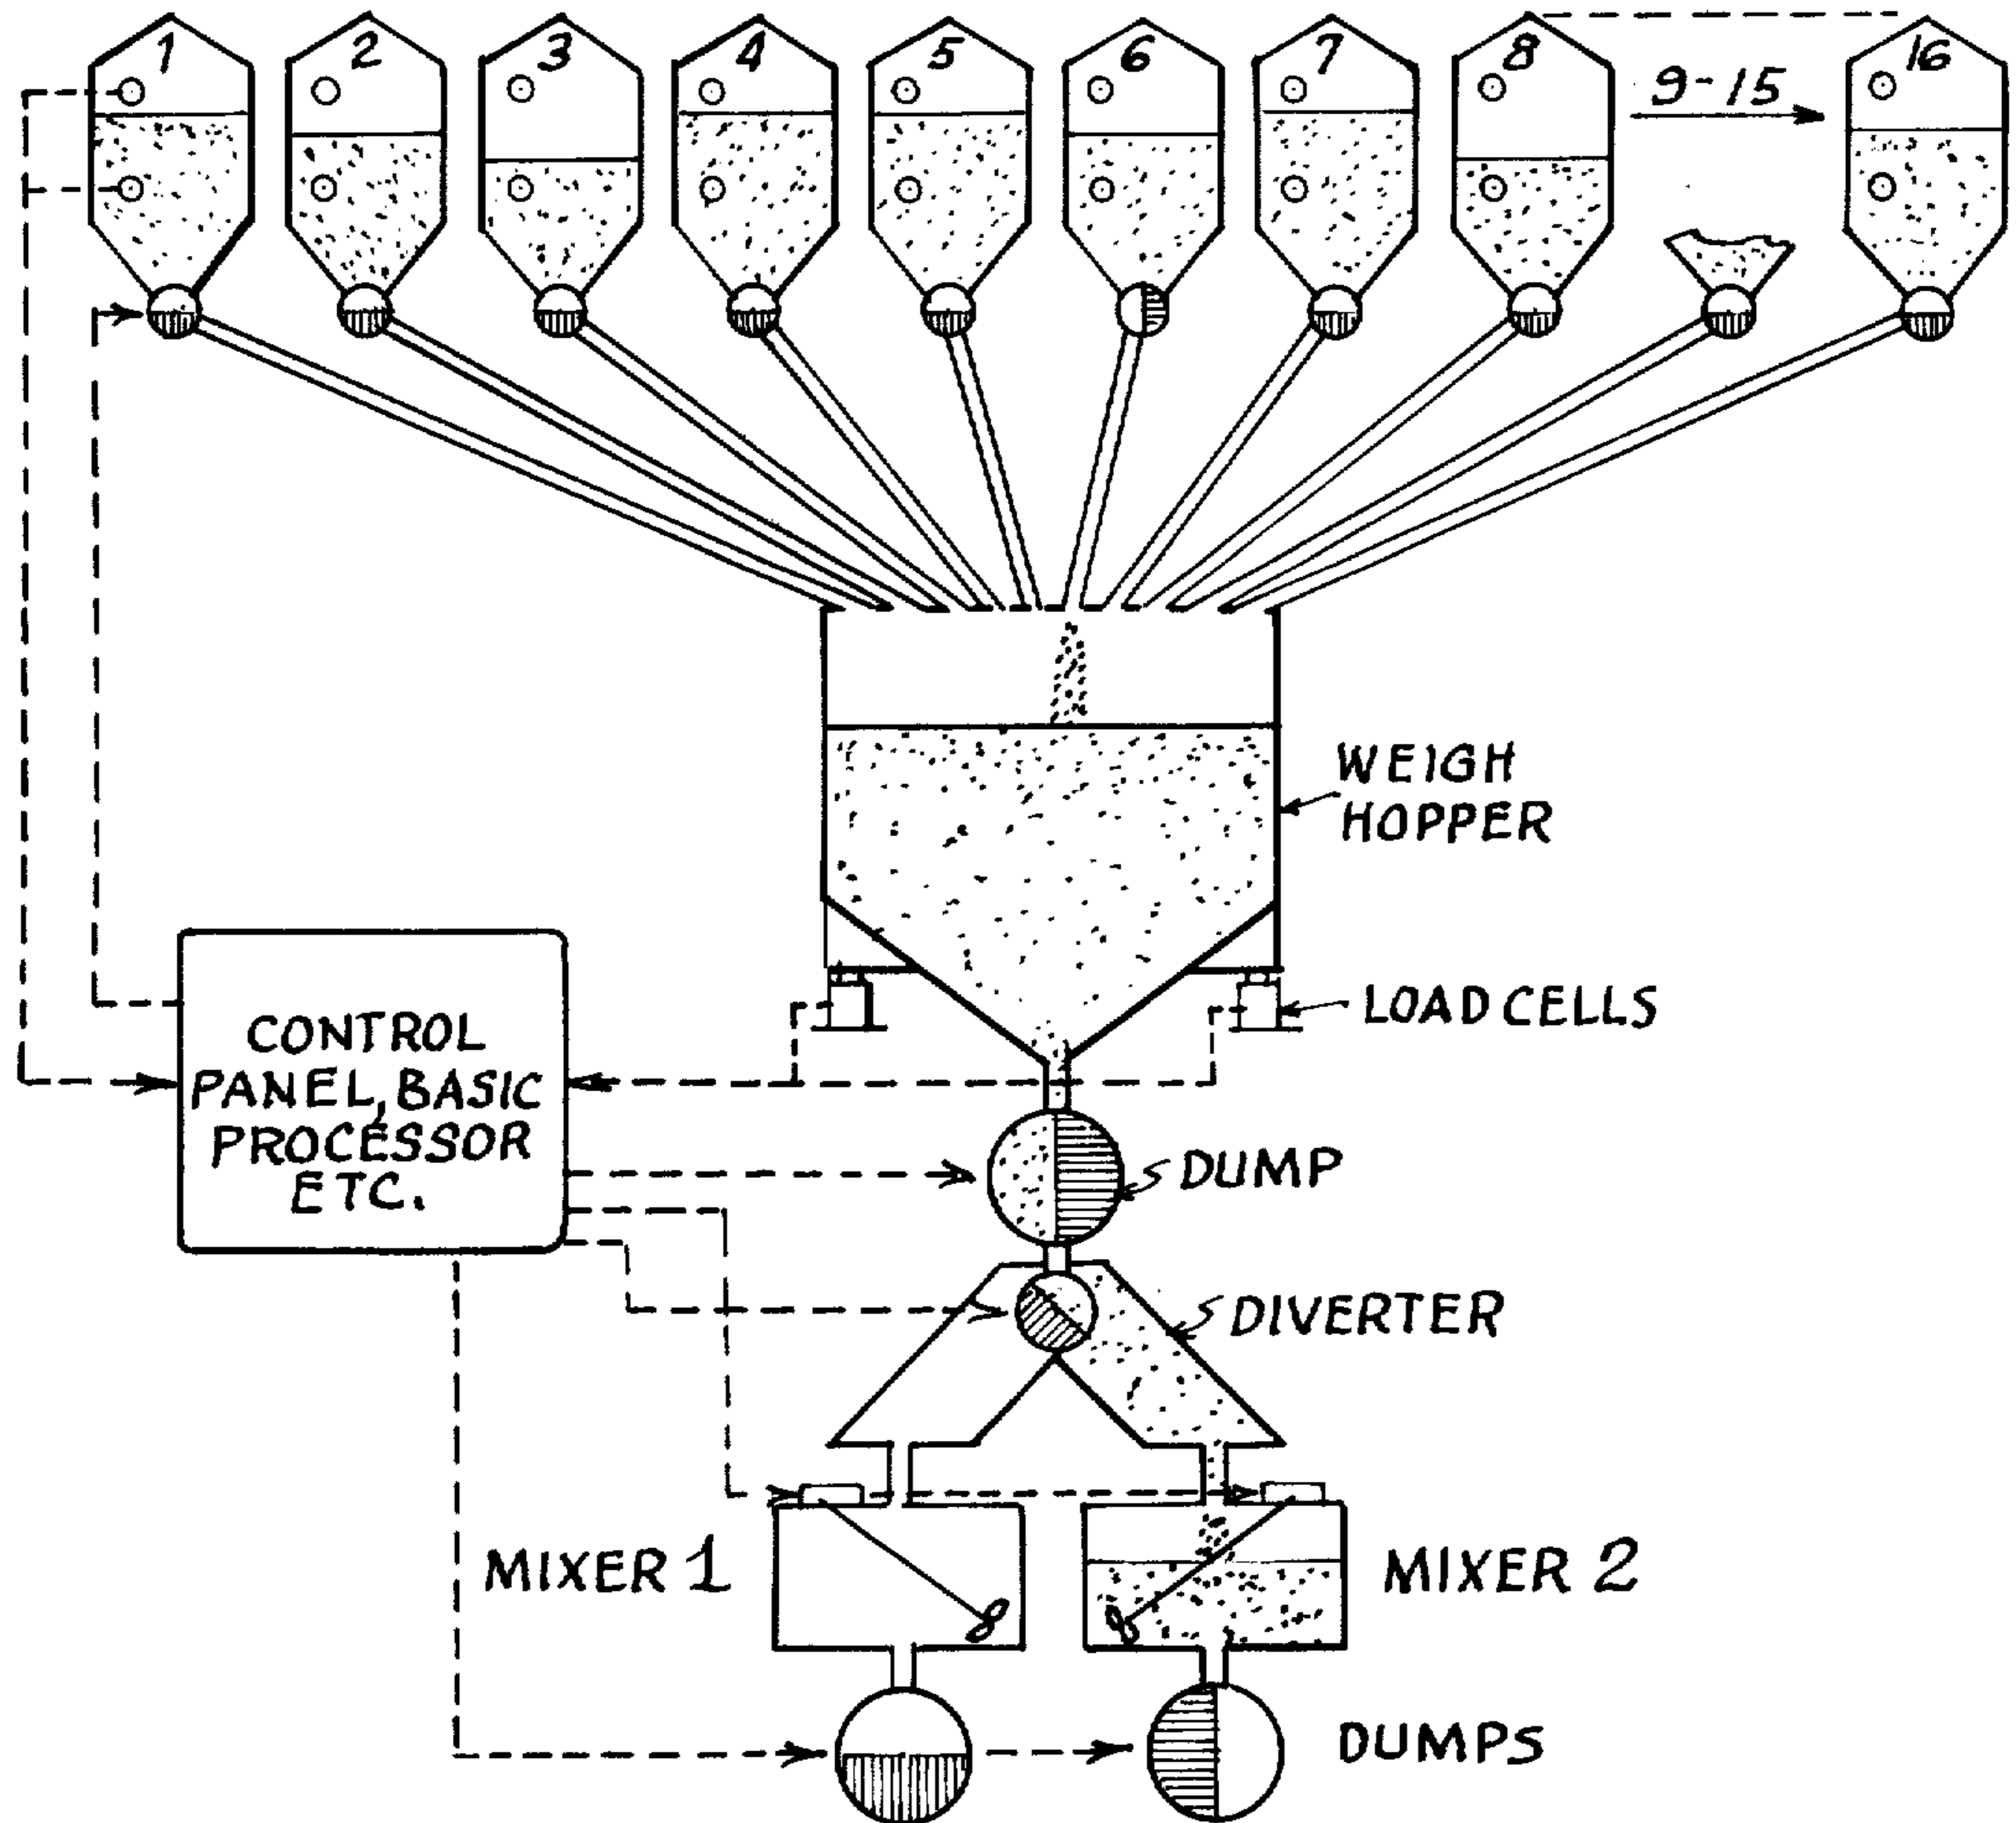 1 2 3 4 5 6 7 8 9-15 16
WEIGH
HOPPER
LOAD CELLS
CONTROL
PANEL, BASIC
PROCESSOR
ETC.
DUMP
DIVERTER
MIXER 1
MIXER 2
DUMPS